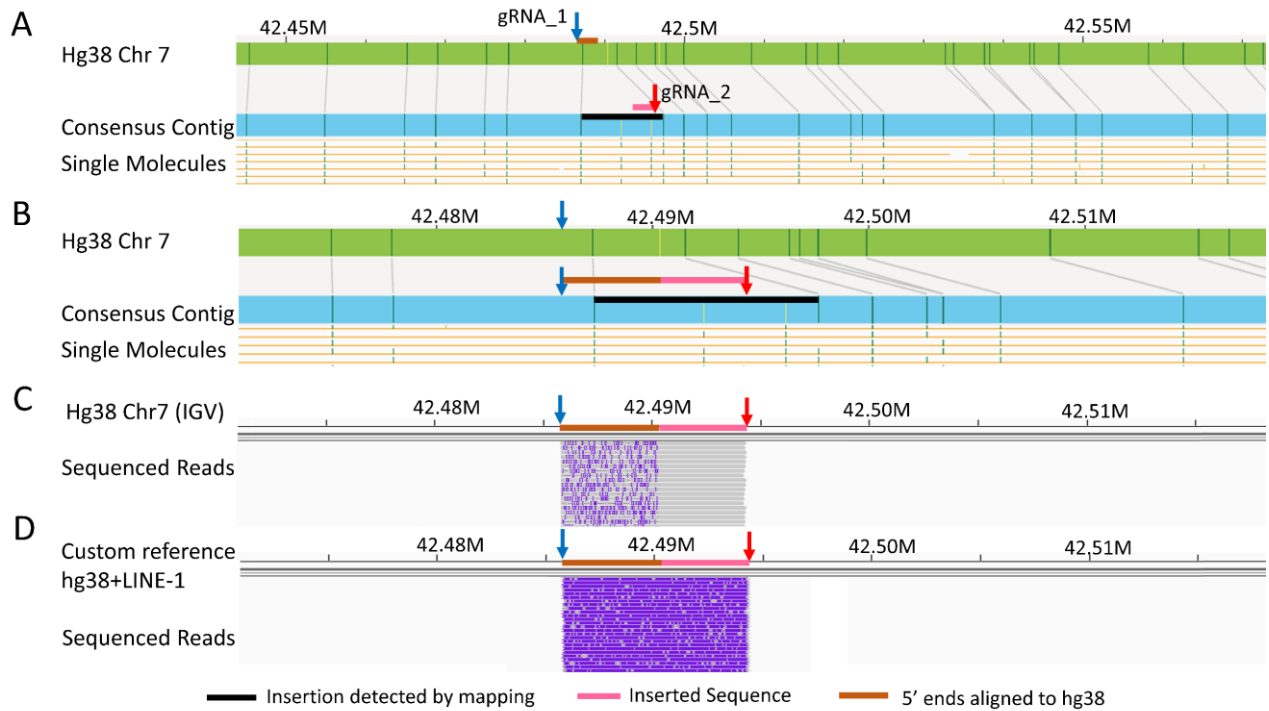 A
42.45M
gRNA_1
42.5M
42.55M
Hg38 Chr 7
gRNA_2
Consensus Contig
Single Molecules
B
42.48M
42.49M
42.50M
42.51M
Hg38 Chr 7
Consensus Contig
Single Molecules
C
Hg38 Chr7 (IGV)
42.48M
42.49M
42.50M
42.51M
Sequenced Reads
D
Custom reference
hg38+LINE-1
42.48M
42.49M
42.50M
42.51M
Sequenced Reads
Insertion detected by mapping
Inserted Sequence
5' ends aligned to hg38